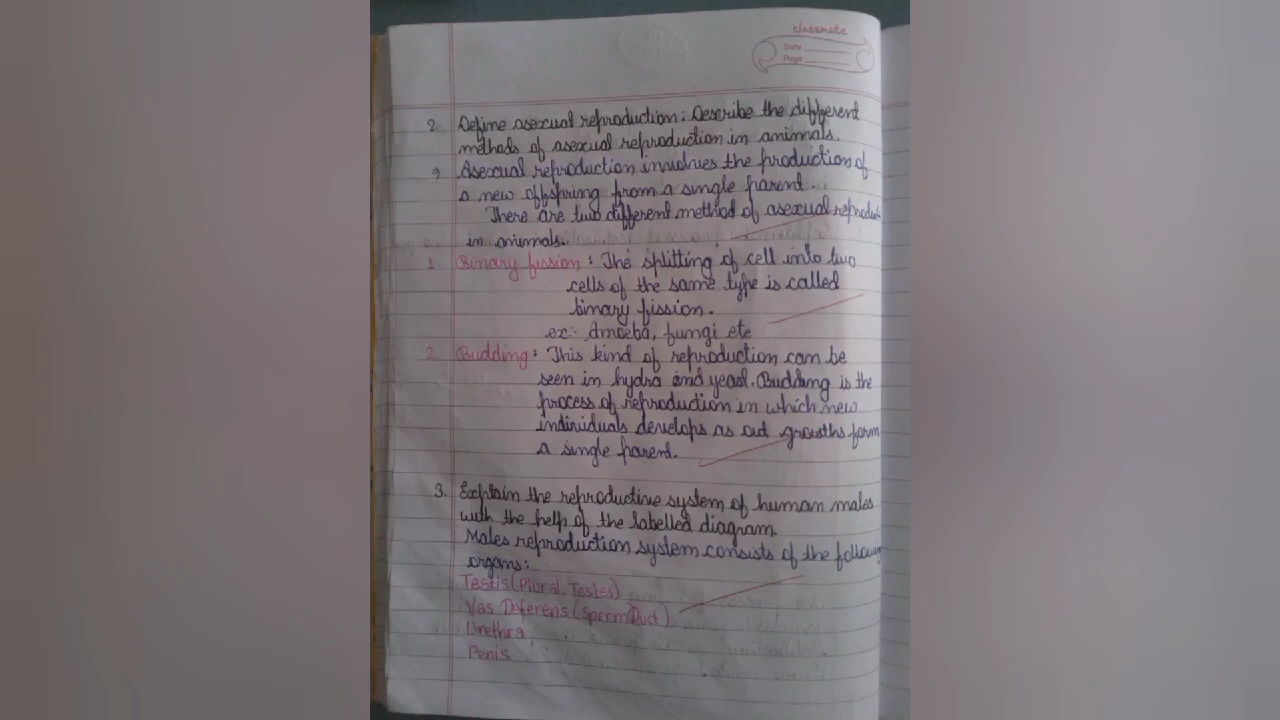 classmate
Date
Page
2. Define asexual reproduction: Describe the different
methods of asexual reproduction in animals.
→ Asexual reproduction involves the production of
a new offspring from a single parent.
There are two different method of asexual reproduct
in animals.
1. Binary fission: The splitting of cell into two
cells of the same type is called
binary fission.
ex:- Amoeba, fungi etc
2. Budding: This kind of reproduction can be
seen in hydra and yeast. Budding is the
process of reproduction in which new
individuals develops as out growths form
a single parent.
3. Explain the reproductive system of human males
with the help of the labelled diagram.
Males reproduction system consists of the following
organs:
Testis (Plural, Testes)
Vas Deferens (Sperm Duct)
Urethra
Penis